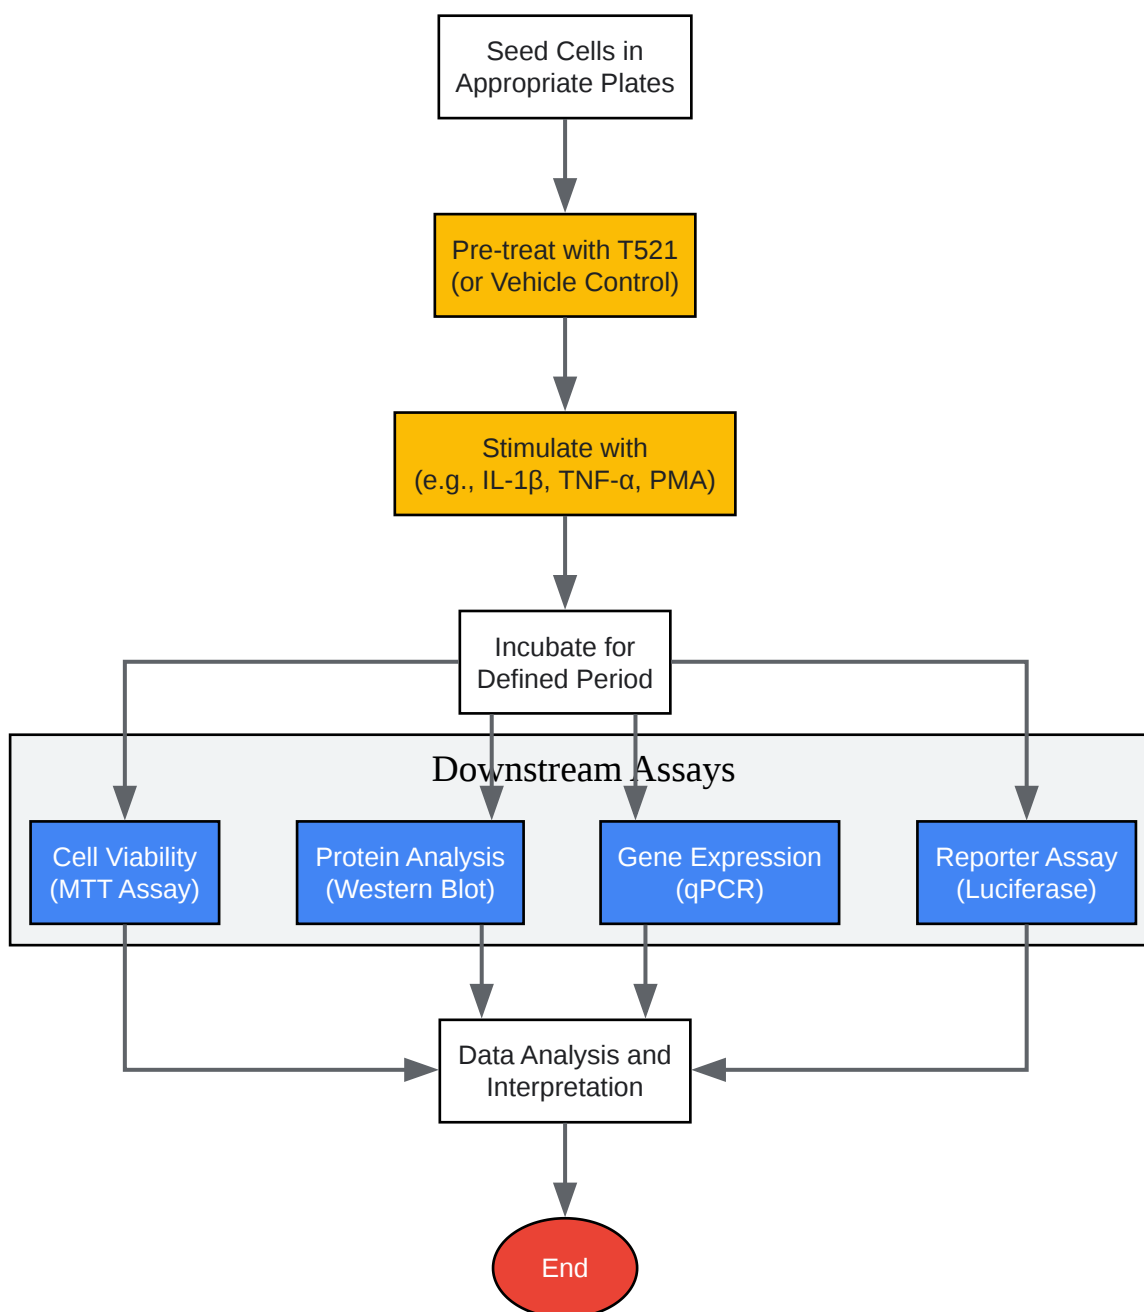 Seed Cells in
Appropriate Plates
Pre-treat with T521
(or Vehicle Control)
Stimulate with
(e.g., IL-1β, TNF-α, PMA)
Incubate for
Defined Period
Downstream Assays
Cell Viability
(MTT Assay)
Protein Analysis
(Western Blot)
Gene Expression
(qPCR)
Reporter Assay
(Luciferase)
Data Analysis and
Interpretation
End